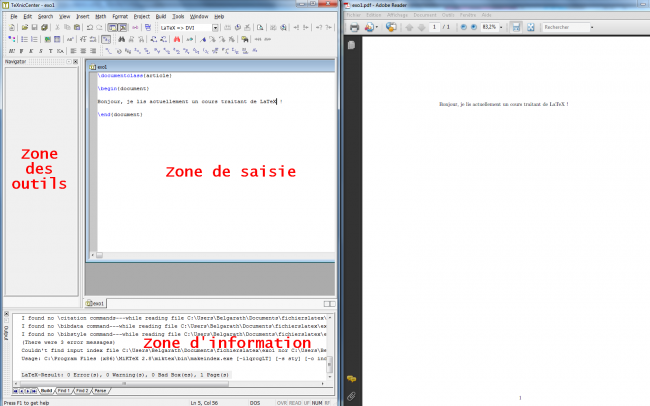 TeXnicCenter - exo1
File Edit Search View Insert Math Format Project Build Tools Window Help
LaTeX => DVI
Navigator
exo1
\documentclass{article}
\begin{document}
Bonjour, je lis actuellement un cours traitant de LaTeX !
\end{document}
Zone
des
outils
Zone de saisie
exo1
Output
I found no \citation commands---while reading file C:\Users\Belgarath\Documents\fichierslatex\
I found no \bibdata command---while reading file C:\Users\Belgarath\Documents\fichierslatex\ex
I found no \bibstyle command---while reading file C:\Users\Belgarath\Documents\fichierslatex\e
(There were 3 error messages)
Couldn't find input index file C:\Users\Belgarath\Documents\fichierslatex\exo1 nor C:\Users\Be
Usage: C:\Program Files (x86)\MiKTeX 2.8\miktex\bin\makeindex.exe [-ilqrcgLT] [-s sty] [-o ind
Zone d'information
LaTeX-Result: 0 Error(s), 0 Warning(s), 0 Bad Box(es), 1 Page(s)
Build Find 1 Find 2 Parse
Press F1 to get help
Ln 5, Col 56 DOS OVR READ UF NUM RF
exo1.pdf - Adobe Reader
Fichier Edition Affichage Document Outils Fenêtre Aide
1 / 1 83,2% Rechercher
Bonjour, je lis actuellement un cours traitant de LaTeX !
1